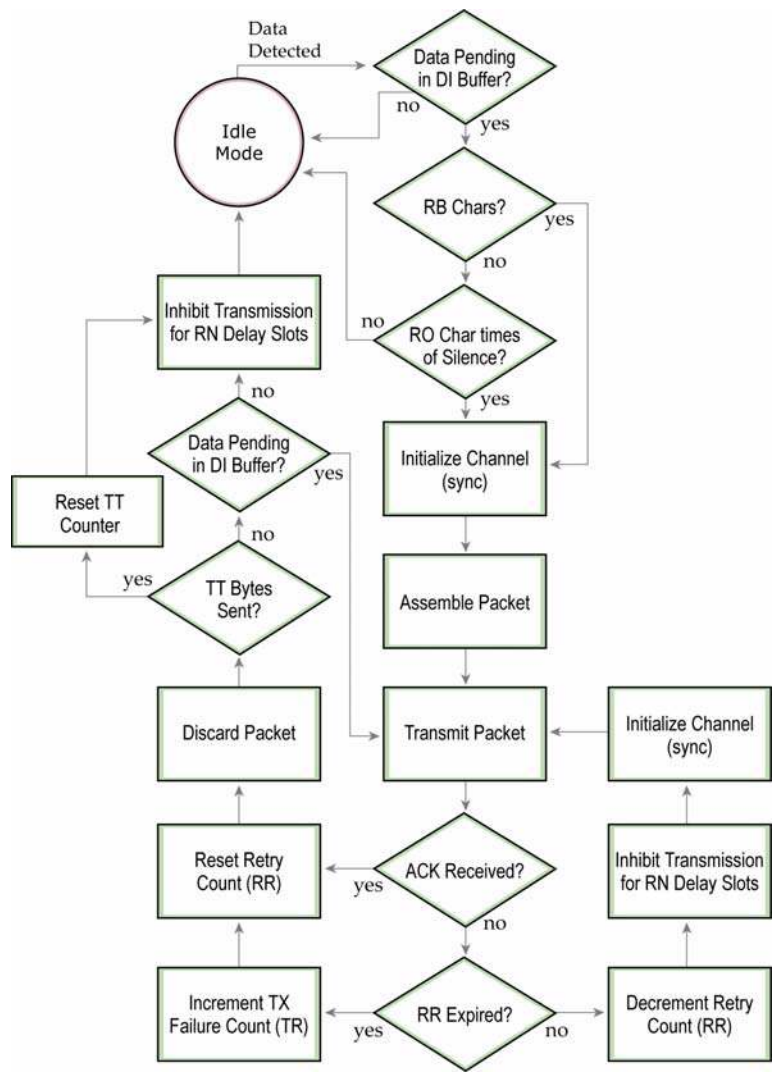 Data
Detected
Data Pending
in DI Buffer?
no
yes
Idle
Mode
RB Chars?
yes
no
Inhibit Transmission
for RN Delay Slots
no
RO Char times
of Silence?
yes
no
Data Pending
in DI Buffer?
yes
Initialize Channel
(sync)
Reset TT
Counter
no
yes
TT Bytes
Sent?
Assemble Packet
Discard Packet
Transmit Packet
Initialize Channel
(sync)
Reset Retry
Count (RR)
yes
ACK Received?
no
Inhibit Transmission
for RN Delay Slots
Increment TX
Failure Count (TR)
yes
RR Expired?
no
Decrement Retry
Count (RR)